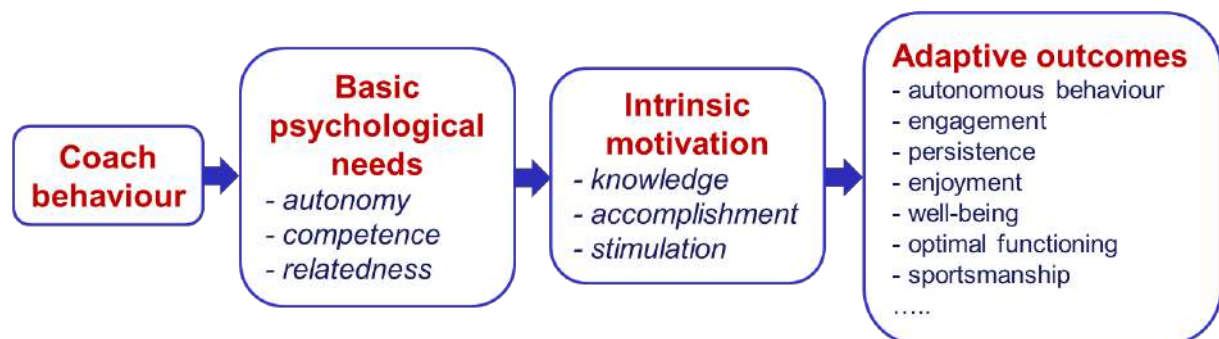 Coach
behaviour
Basic
psychological
needs
- autonomy
- competence
- relatedness
Intrinsic
motivation
- knowledge
- accomplishment
- stimulation
Adaptive outcomes
- autonomous behaviour
- engagement
- persistence
- enjoyment
- well-being
- optimal functioning
- sportsmanship
…..